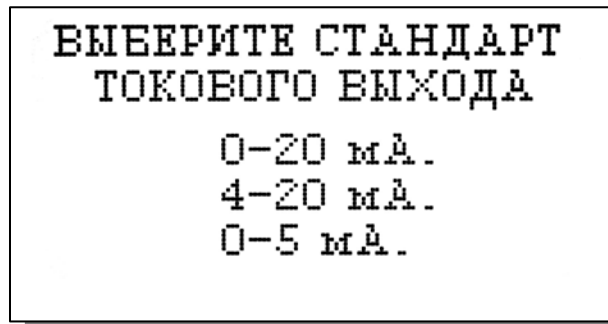 ВЫБЕРИТЕ СТАНДАРТ
ТОКОВОГО ВЫХОДА
0-20 мА.
4-20 мА.
0-5 мА.